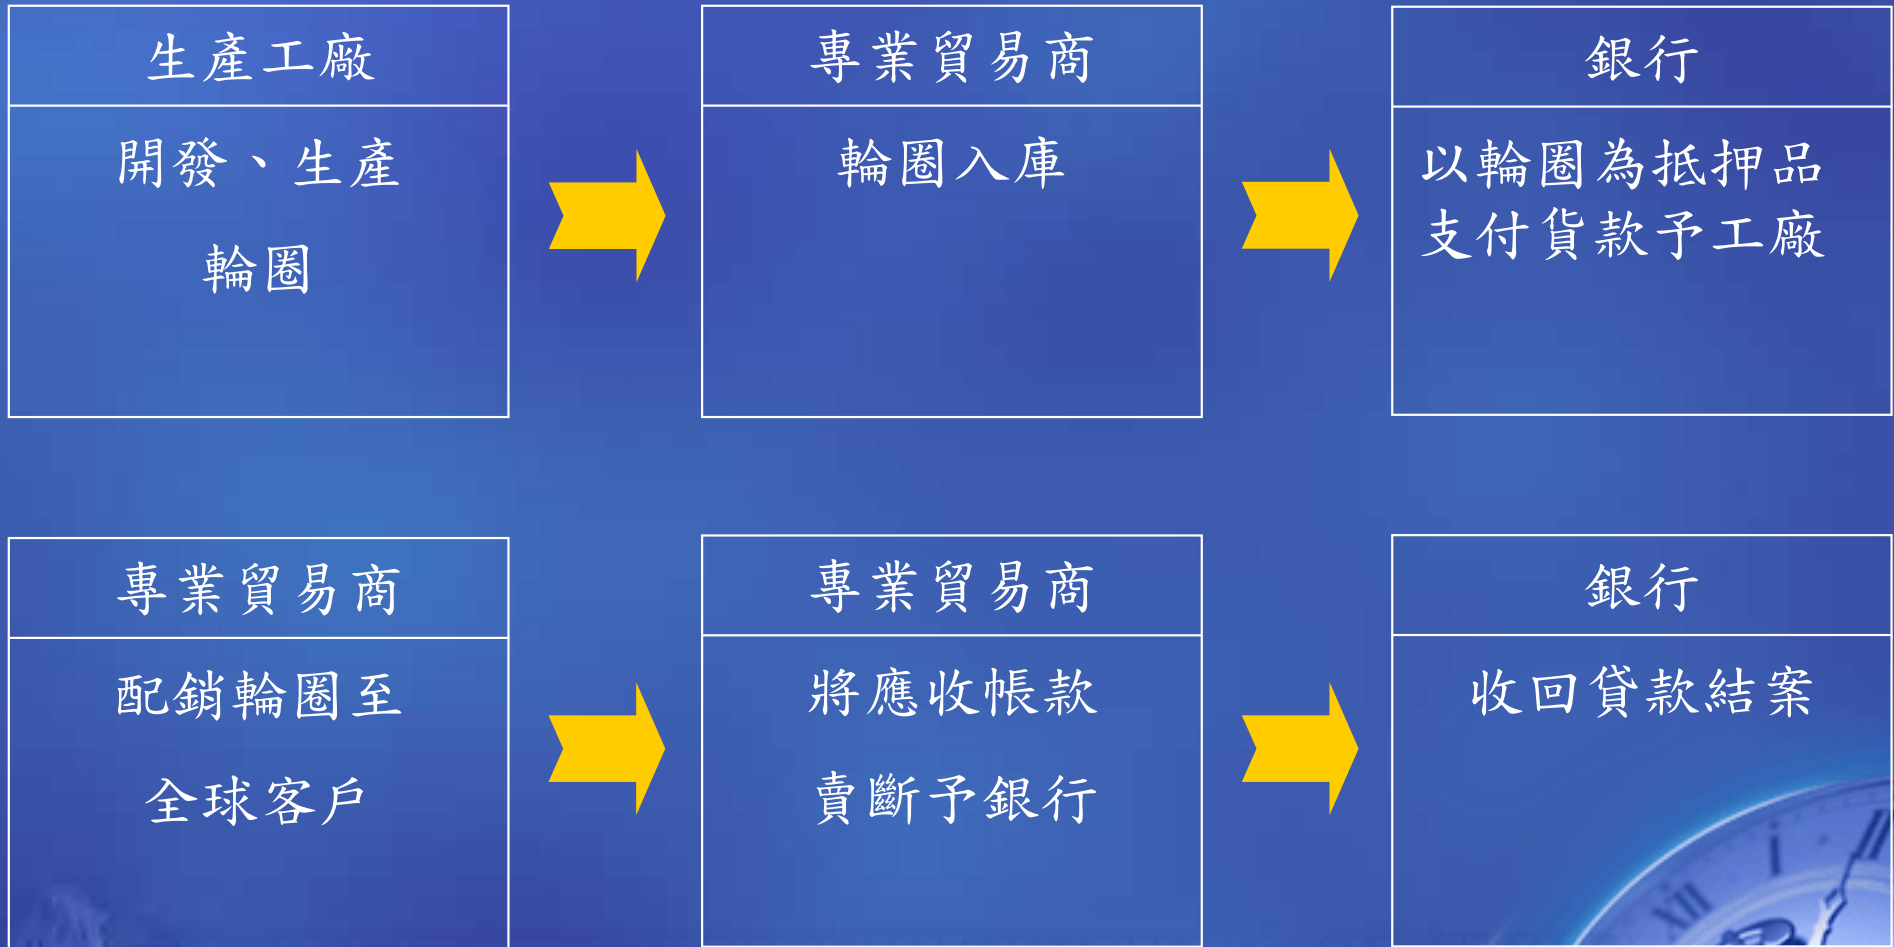 生產工廠
開發、生產
輪圈
專業貿易商
輪圈入庫
銀行
以輪圈為抵押品
支付貨款予工廠
專業貿易商
配銷輪圈至
全球客戶
專業貿易商
將應收帳款
賣斷予銀行
銀行
收回貸款結案
XII
I
II